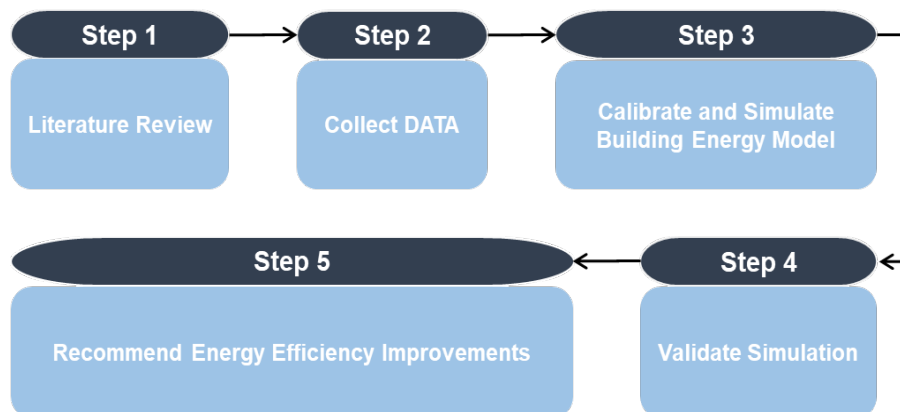 Step 1
Literature Review
Step 2
Collect DATA
Step 3
Calibrate and Simulate
Building Energy Model
Step 4
Validate Simulation
Step 5
Recommend Energy Efficiency Improvements